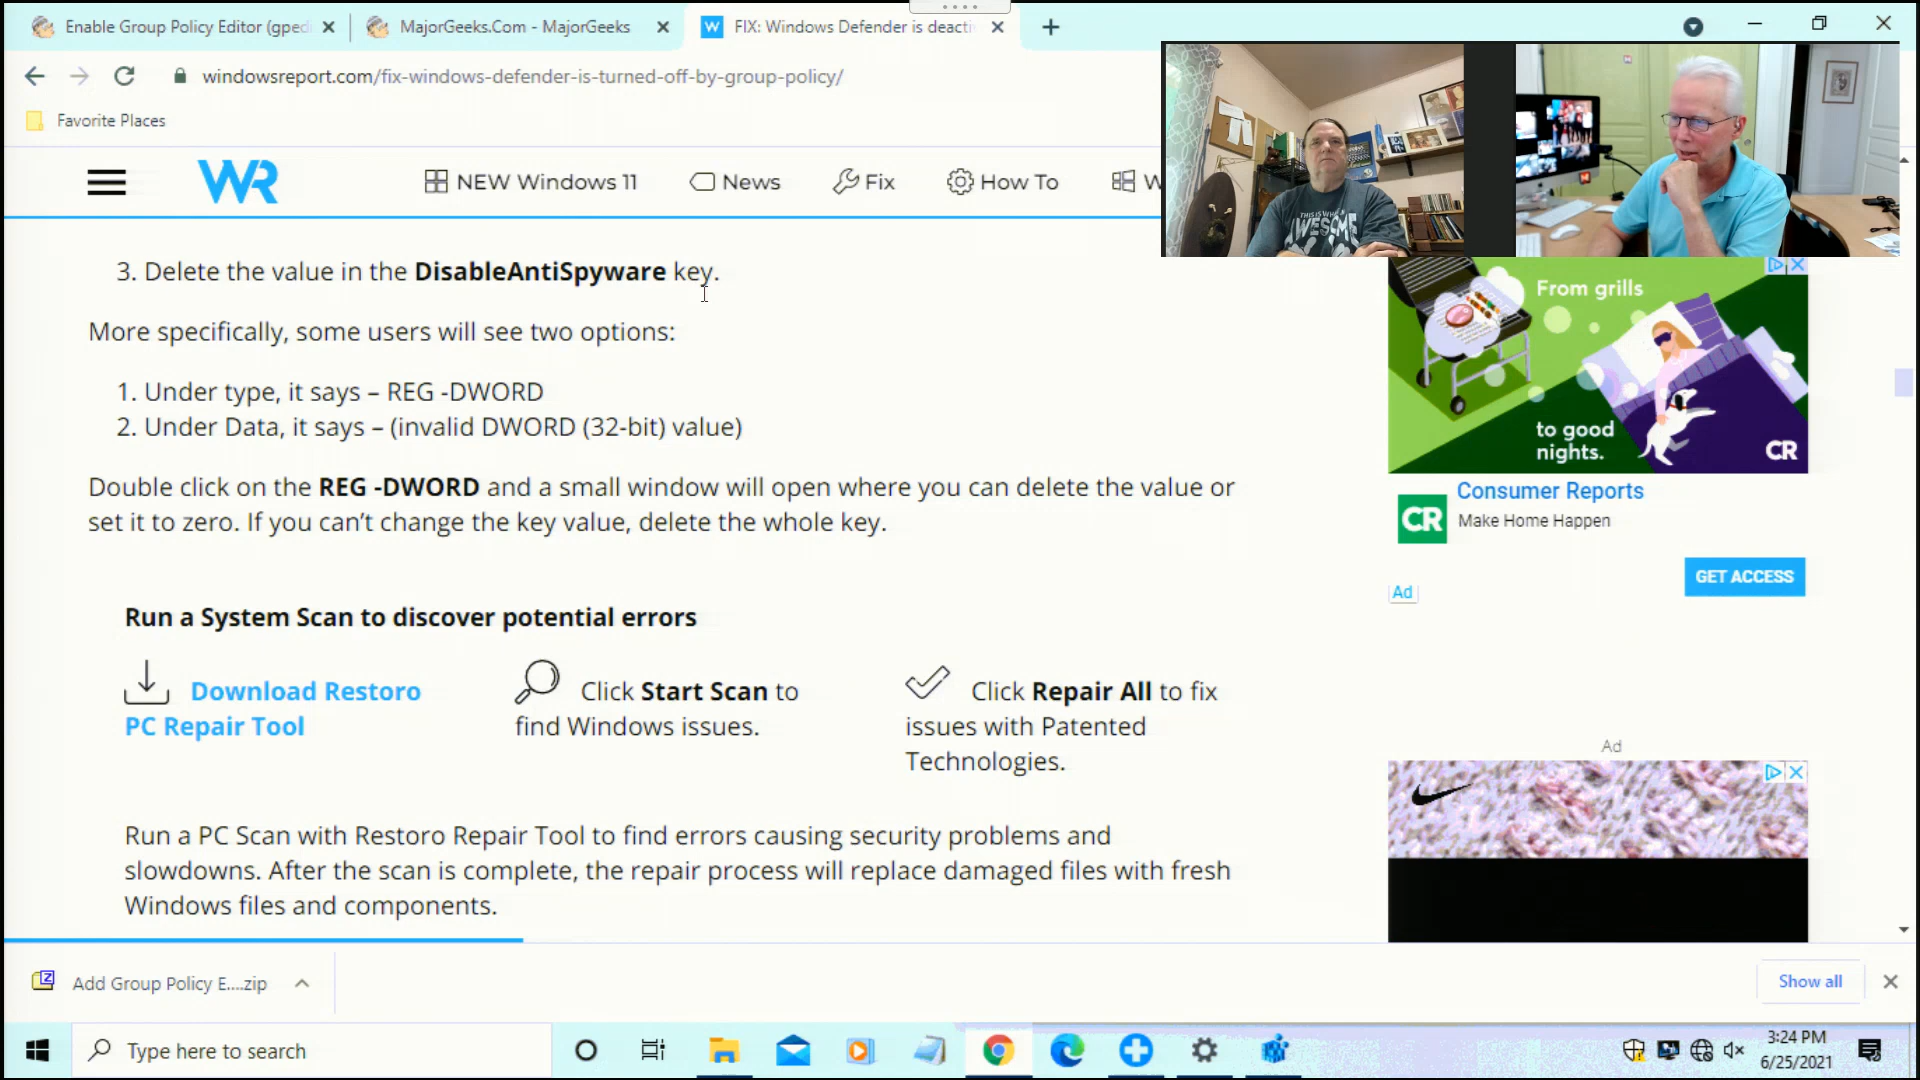 Enable Group Policy Editor (gpedi
MajorGeeks.Com - MajorGeeks
W
FIX: Windows Defender is deacti
windowsreport.com/fix-windows-defender-is-turned-off-by-group-policy/
Favorite Places
WR
NEW Windows 11
News
Fix
How To
W
THIS IS WHAT
AWESOME
3. Delete the value in the DisableAntiSpyware key.
More specifically, some users will see two options:
1. Under type, it says – REG -DWORD
2. Under Data, it says – (invalid DWORD (32-bit) value)
Double click on the REG -DWORD and a small window will open where you can delete the value or
set it to zero. If you can’t change the key value, delete the whole key.
Run a System Scan to discover potential errors
Download Restoro
PC Repair Tool
Click Start Scan to
find Windows issues.
Click Repair All to fix
issues with Patented
Technologies.
Run a PC Scan with Restoro Repair Tool to find errors causing security problems and
slowdowns. After the scan is complete, the repair process will replace damaged files with fresh
Windows files and components.
From grills
to good
nights.
CR
CR
Consumer Reports
Make Home Happen
GET ACCESS
Ad
Ad
Add Group Policy E....zip
Show all
Type here to search
3:24 PM
6/25/2021